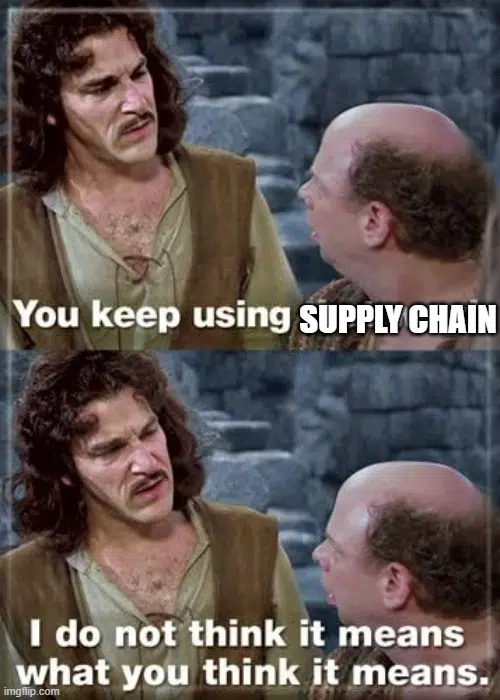 You keep using SUPPLY CHAIN
I do not think it means
what you think it means.
imgflip.com